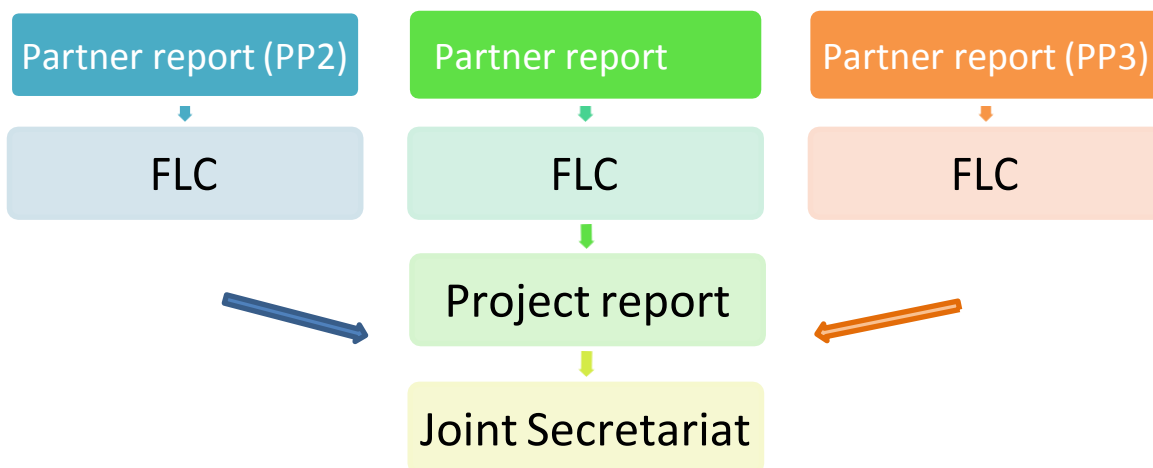 Partner report (PP2)
Partner report
Partner report (PP3)
FLC
FLC
FLC
Project report
Joint Secretariat